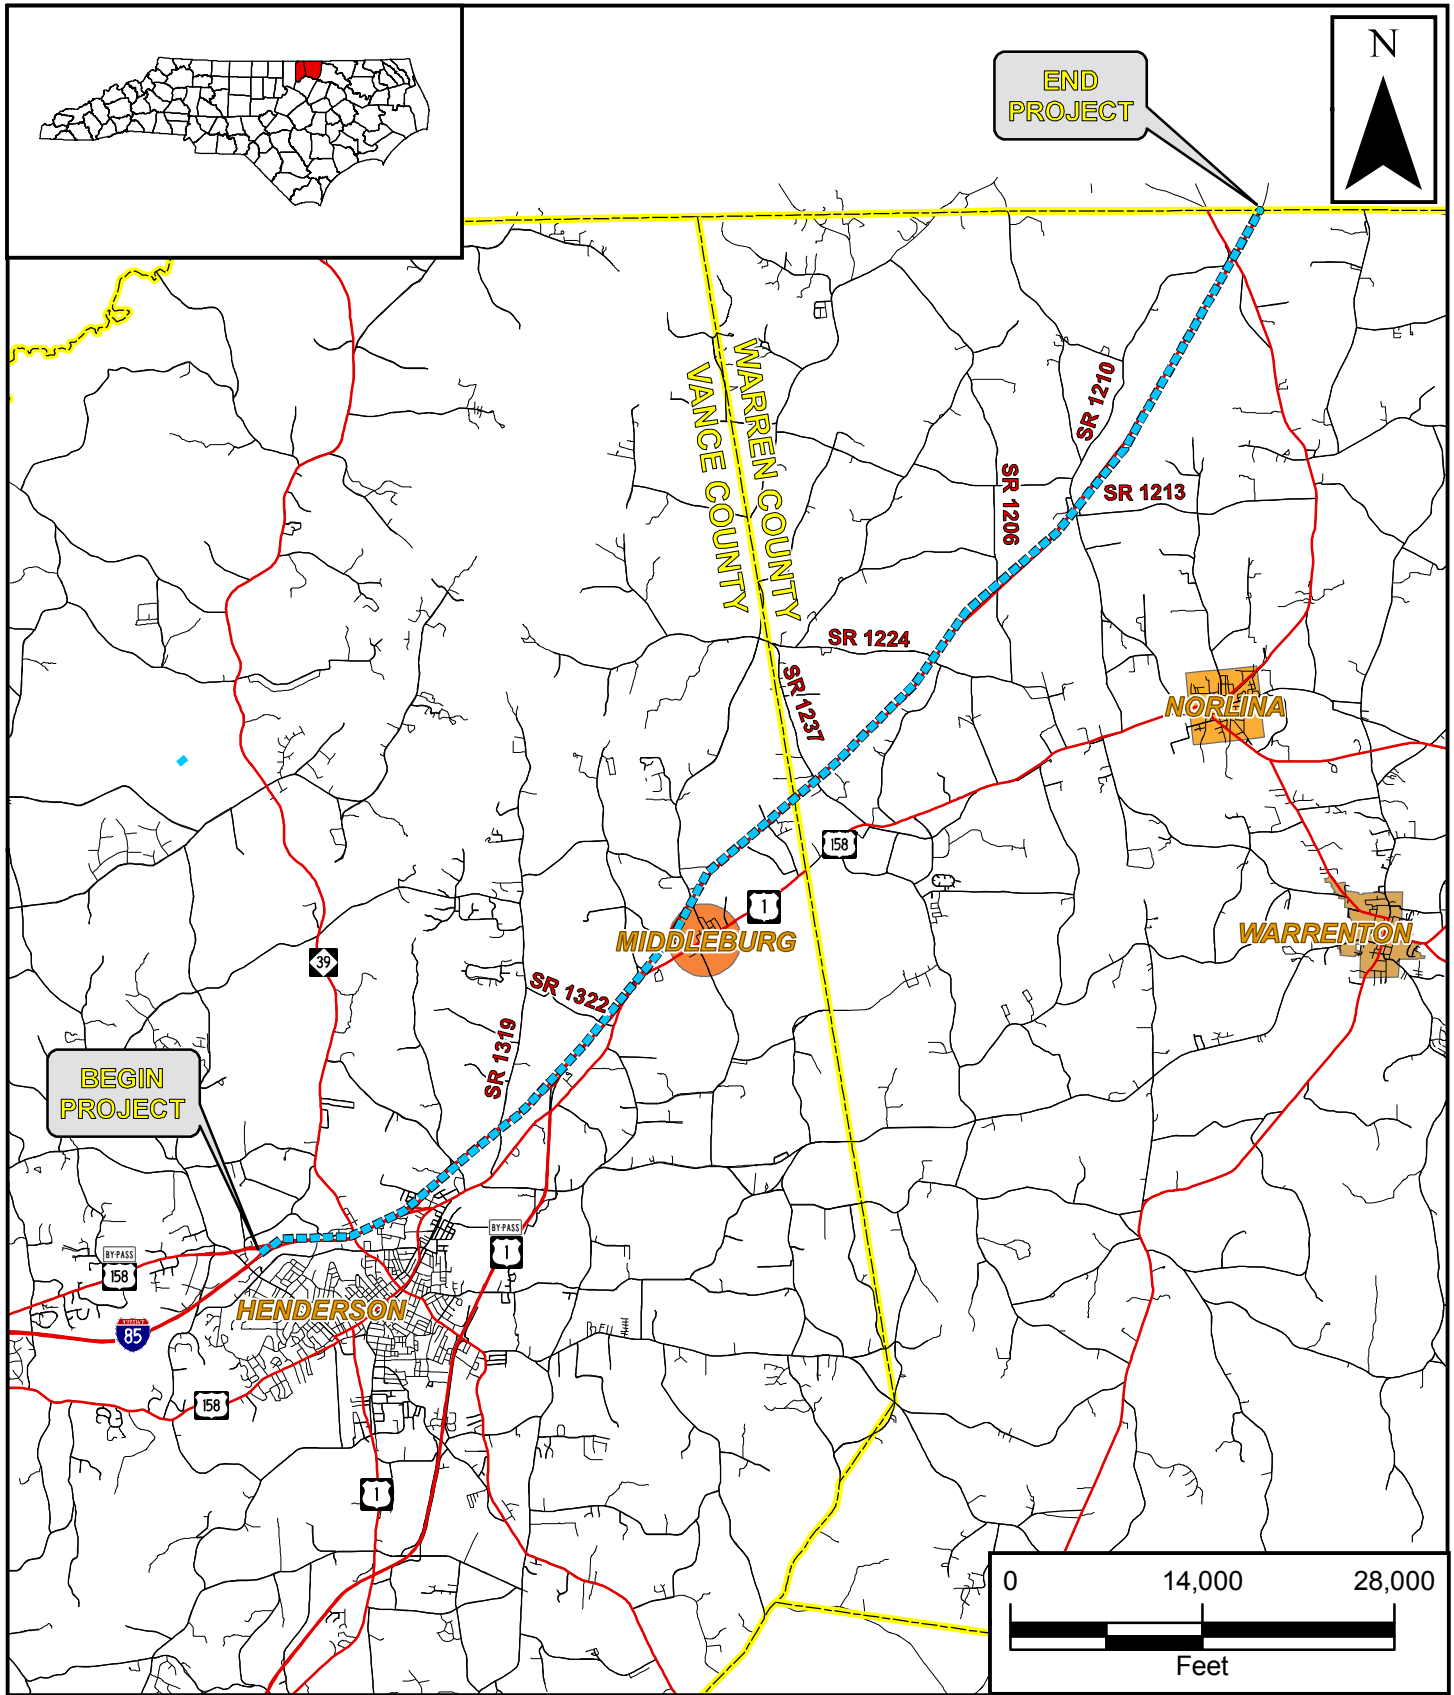 N
END
PROJECT
WARREN COUNTY
VANCE COUNTY
SR 1210
SR 1213
SR 1206
SR 1224
SR 1237
NORLINA
158
1
MIDDLEBURG
WARRENTON
39
SR 1322
SR 1319
BEGIN
PROJECT
BY-PASS
1
BY-PASS
158
HENDERSON
85
158
1
0 14,000 28,000
Feet